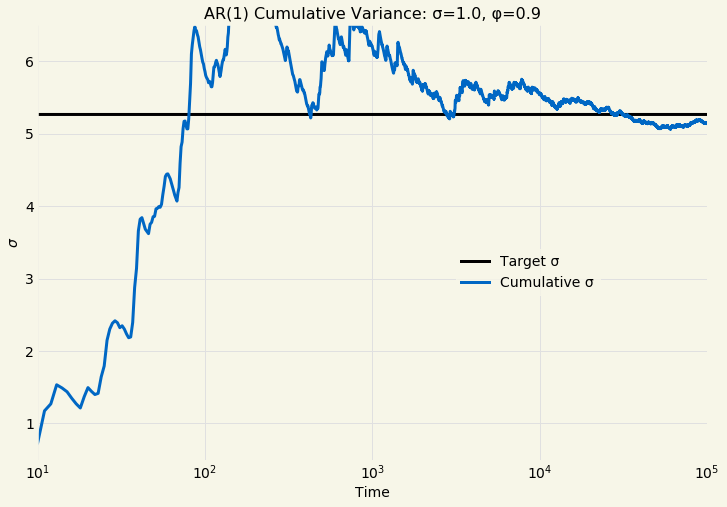 AR(1) Cumulative Variance: σ=1.0, φ=0.9
6
5
4
3
2
1
σ
Target σ
Cumulative σ
10¹ 10² 10³ 10⁴ 10⁵
Time